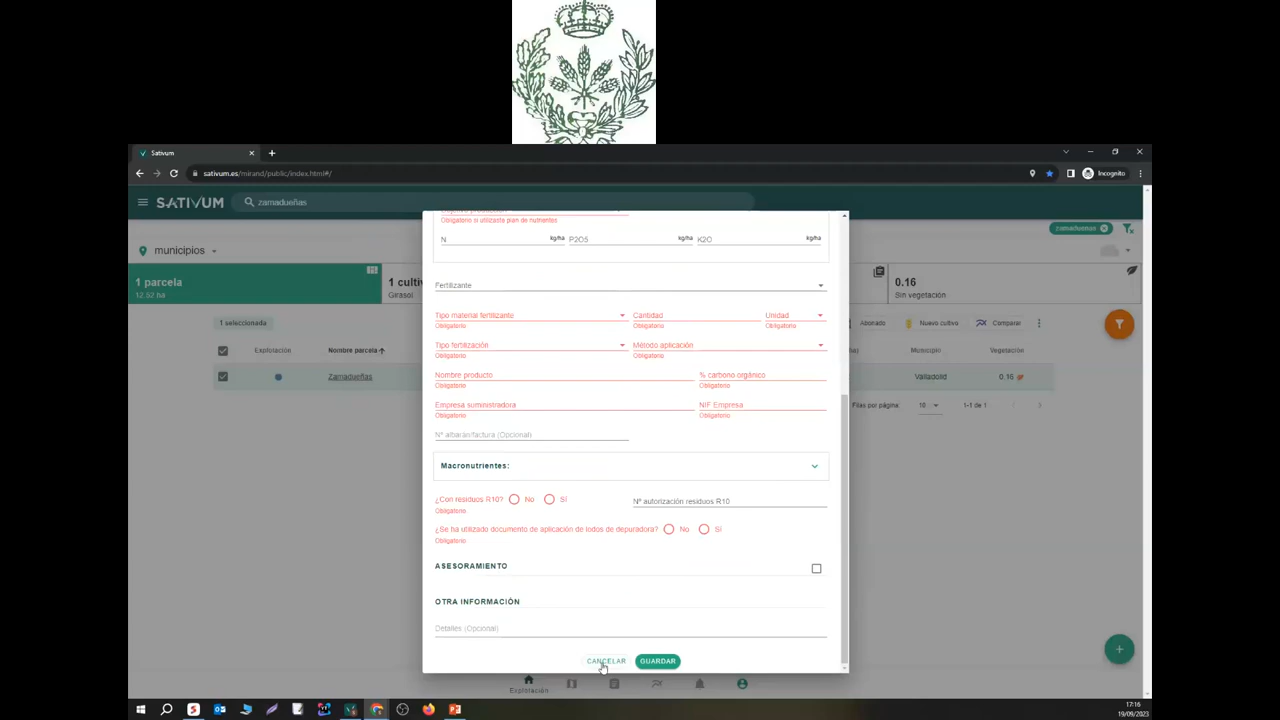 Sativum
sativum.es/mirand/public/index.html#/
Incognito
SATIVUM
zamadueñas
municipios
zamadueñas
1 parcela
12.52 ha
1 culti
Girasol
0.16
Sin vegetación
1 seleccionada
Abonado
Nuevo cultivo
Comparar
Explotación
Nombre parcela
Municipio
Vegetación
Zamadueñas
Valladolid
0.16
Filas por página:
10
1-1 de 1
Obligatorio si utilizaste plan de nutrientes
N
kg/ha
P2O5
kg/ha
K2O
kg/ha
Fertilizante
Tipo material fertilizante
Cantidad
Unidad
Obligatorio
Obligatorio
Obligatorio
Tipo fertilización
Método aplicación
Obligatorio
Obligatorio
Nombre producto
% carbono orgánico
Obligatorio
Obligatorio
Empresa suministradora
NIF Empresa
Obligatorio
Obligatorio
Nº albarán/factura (Opcional)
Macronutrientes:
¿Con residuos R10?
No
Sí
Nº autorización residuos R10
Obligatorio
¿Se ha utilizado documento de aplicación de lodos de depuradora?
No
Sí
Obligatorio
ASESORAMIENTO
OTRA INFORMACIÓN
Detalles (Opcional)
CANCELAR
GUARDAR
Explotación
17:16
19/09/2023